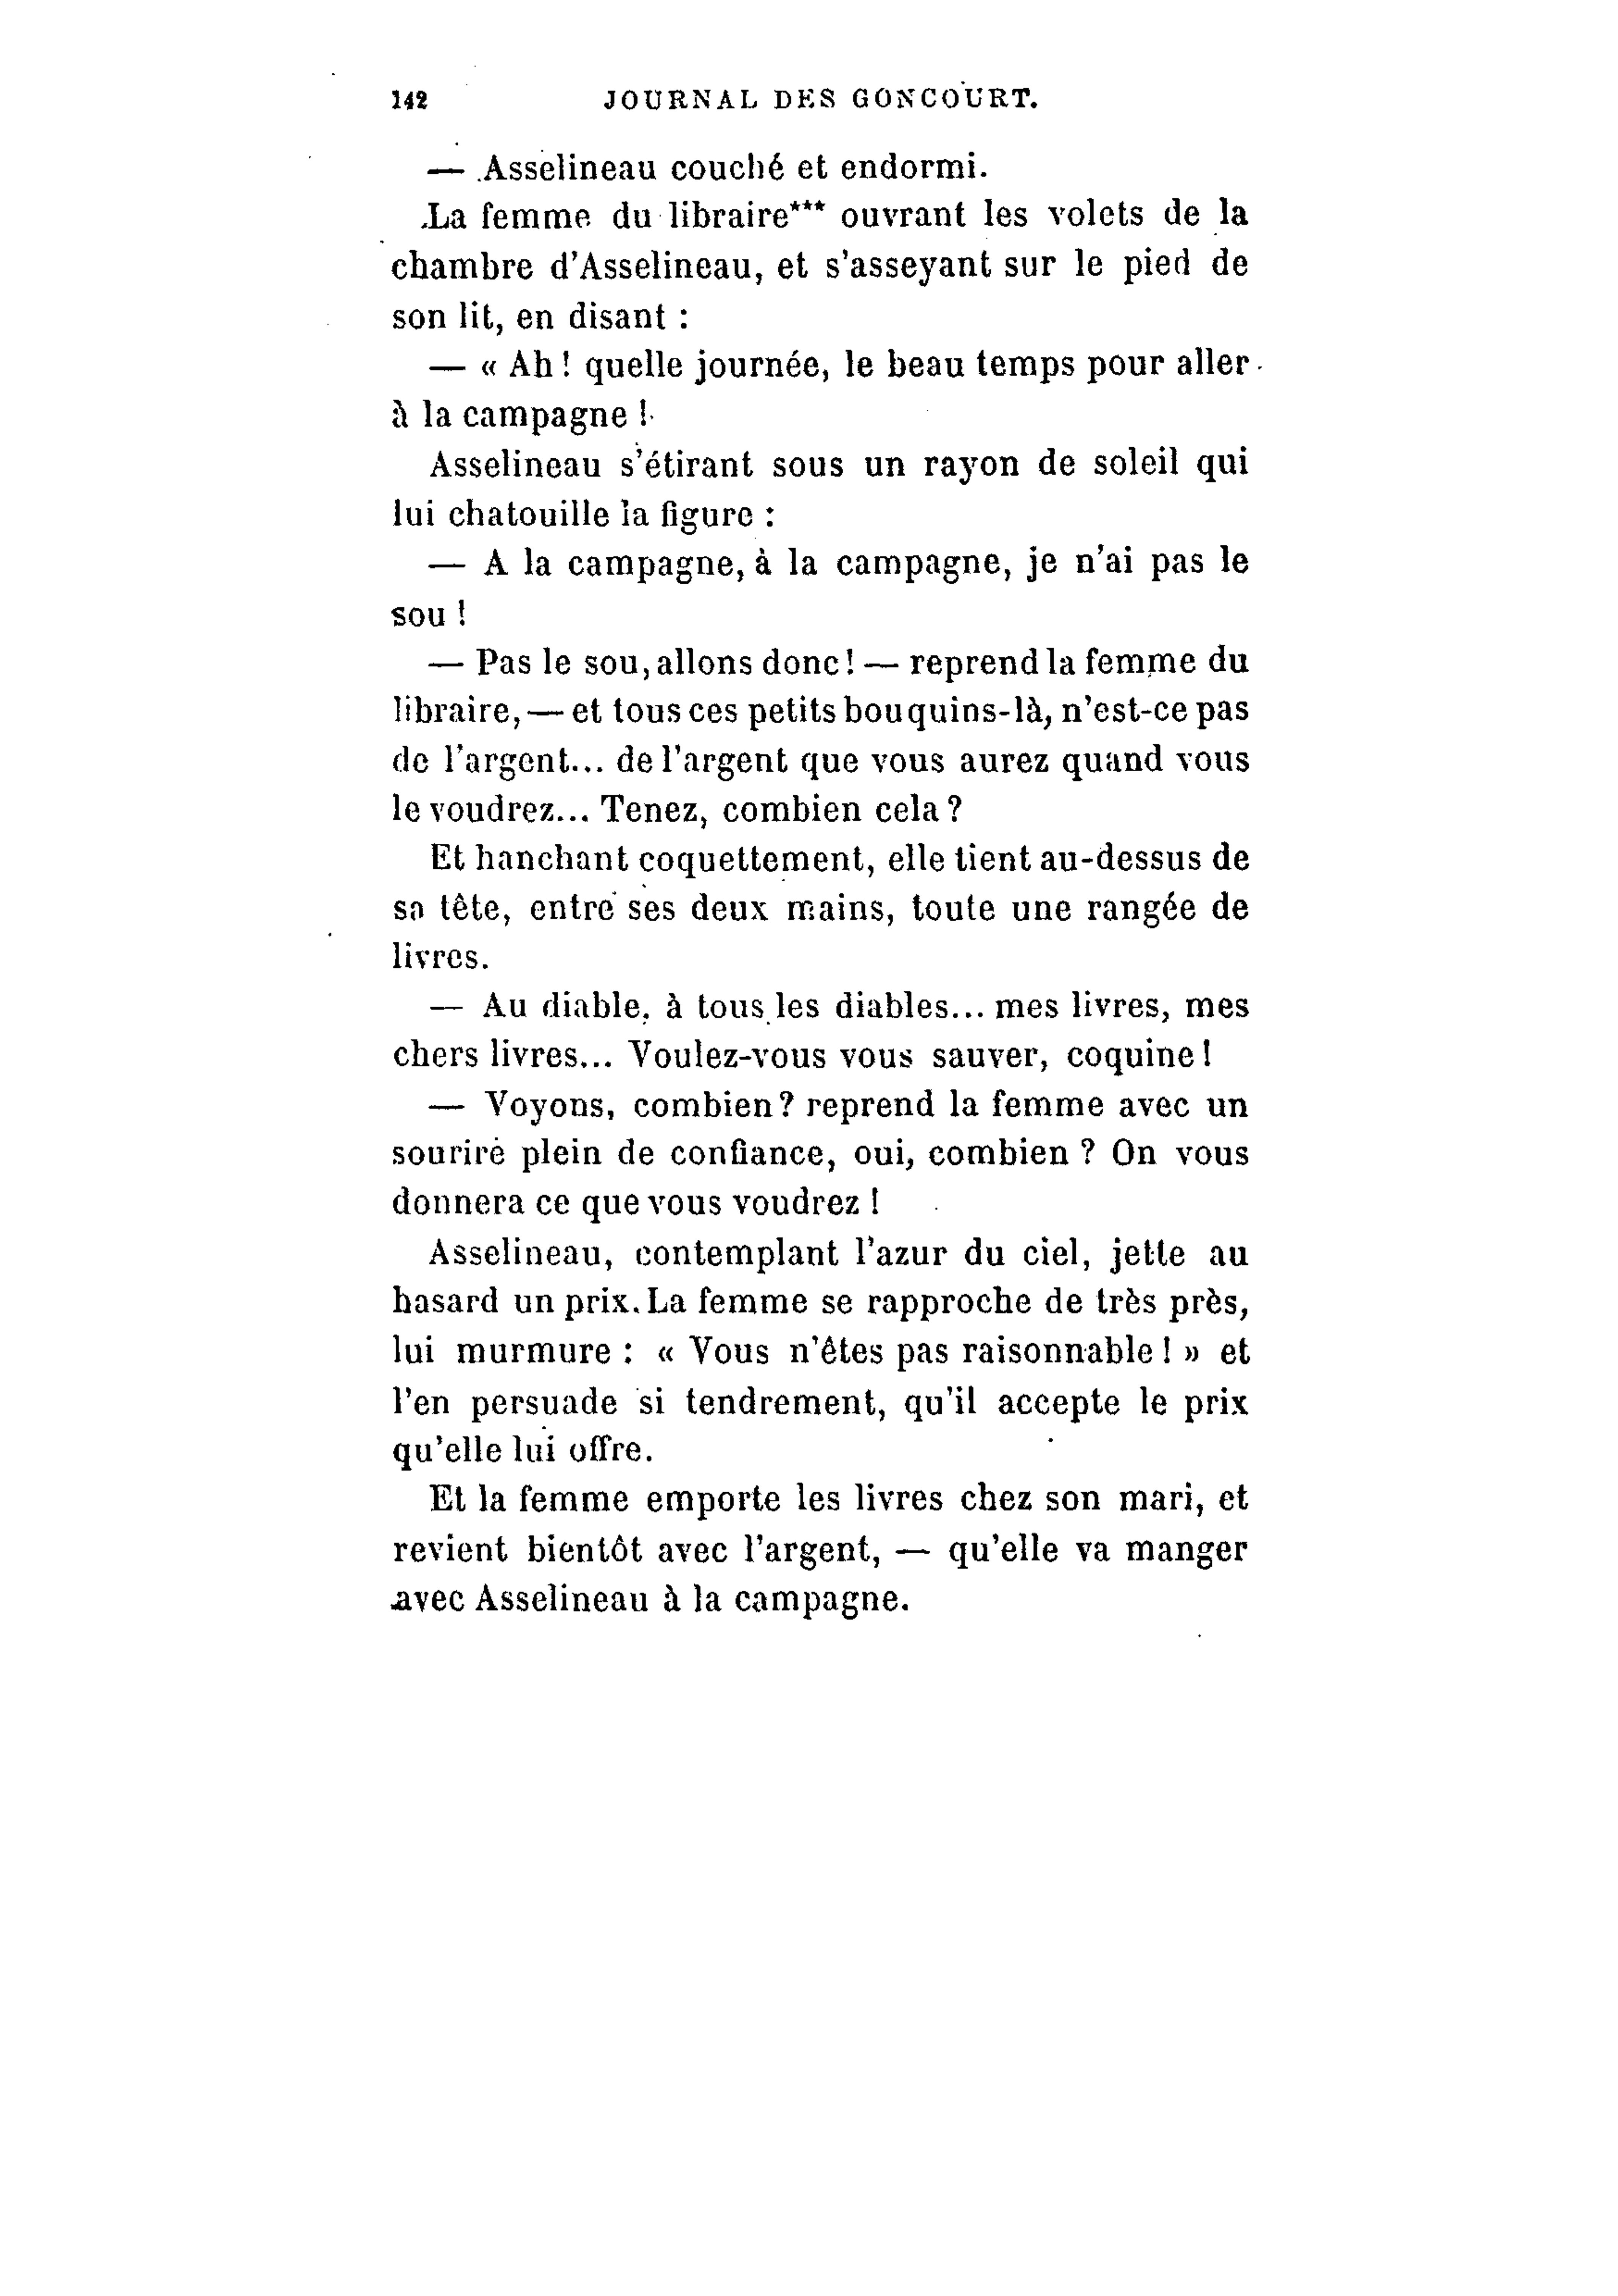 142 JOURNAL DES GONCOURT.
— Asselineau couché et endormi.
La femme du libraire*** ouvrant les volets de la
chambre d'Asselineau, et s'asseyant sur le pied de
son lit, en disant :
— « Ah ! quelle journée, le beau temps pour aller
à la campagne !
Asselineau s'étirant sous un rayon de soleil qui
lui chatouille la figure :
— A la campagne, à la campagne, je n'ai pas le
sou !
— Pas le sou, allons donc ! — reprend la femme du
libraire, — et tous ces petits bouquins-là, n'est-ce pas
de l'argent... de l'argent que vous aurez quand vous
le voudrez... Tenez, combien cela ?
Et hanchant coquettement, elle tient au-dessus de
sa tête, entre ses deux mains, toute une rangée de
livres.
— Au diable, à tous les diables... mes livres, mes
chers livres... Voulez-vous vous sauver, coquine !
— Voyons, combien ? reprend la femme avec un
sourire plein de confiance, oui, combien ? On vous
donnera ce que vous voudrez !
Asselineau, contemplant l'azur du ciel, jette au
hasard un prix. La femme se rapproche de très près,
lui murmure : « Vous n'êtes pas raisonnable ! » et
l'en persuade si tendrement, qu'il accepte le prix
qu'elle lui offre.
Et la femme emporte les livres chez son mari, et
revient bientôt avec l'argent, — qu'elle va manger
avec Asselineau à la campagne.